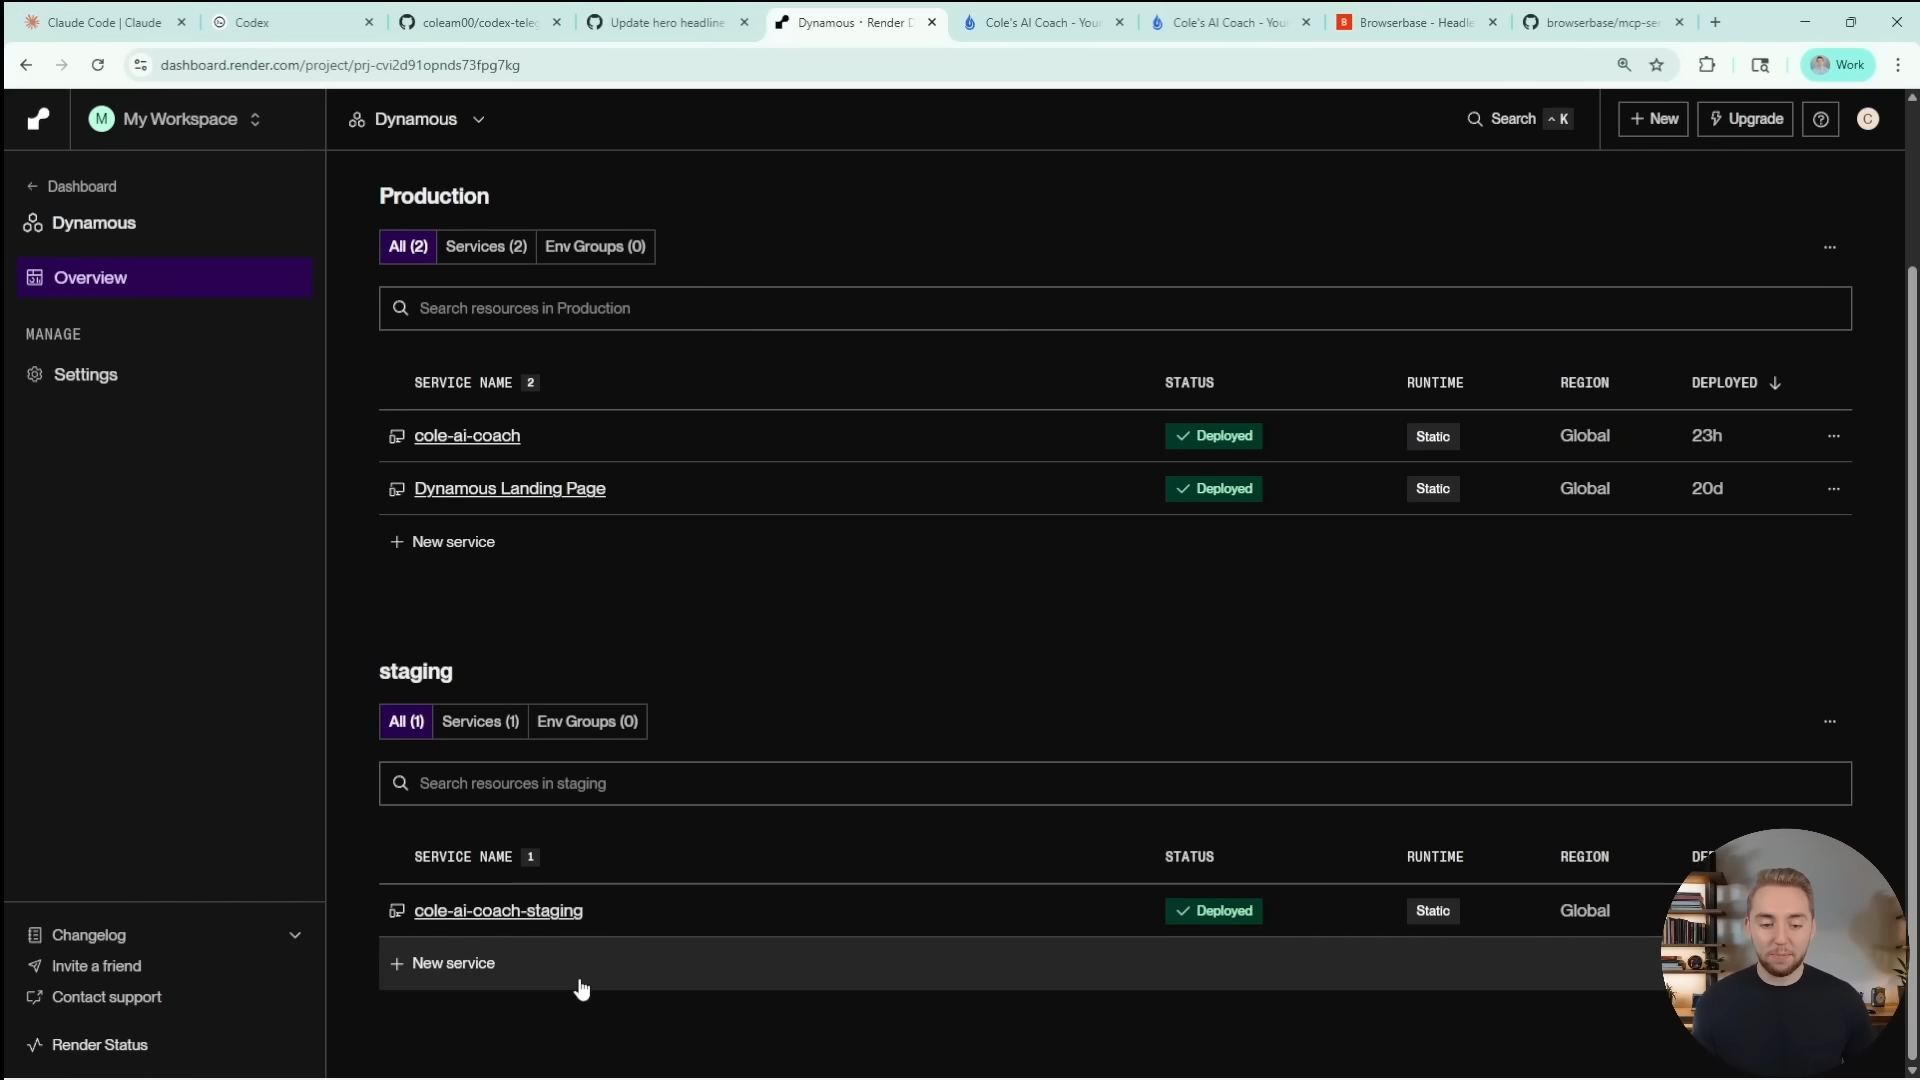 Claude Code | Claude
Codex
coleam00/codex-teleg
Update hero headline
Dynamous · Render D
Cole's AI Coach - Your
Cole's AI Coach - Your
Browserbase - Headle
browserbase/mcp-ser
dashboard.render.com/project/prj-cvi2d91opnds73fpg7kg
Work
M My Workspace
Dynamous
Search ^ K
+ New
Upgrade
C
← Dashboard
Dynamous
Overview
MANAGE
Settings
Changelog
Invite a friend
Contact support
Render Status
Production
All (2) Services (2) Env Groups (0)
...
Search resources in Production
SERVICE NAME 2 STATUS RUNTIME REGION DEPLOYED ↓
cole-ai-coach Deployed Static Global 23h ...
Dynamous Landing Page Deployed Static Global 20d ...
+ New service
staging
All (1) Services (1) Env Groups (0)
...
Search resources in staging
SERVICE NAME 1 STATUS RUNTIME REGION
cole-ai-coach-staging Deployed Static Global
+ New service